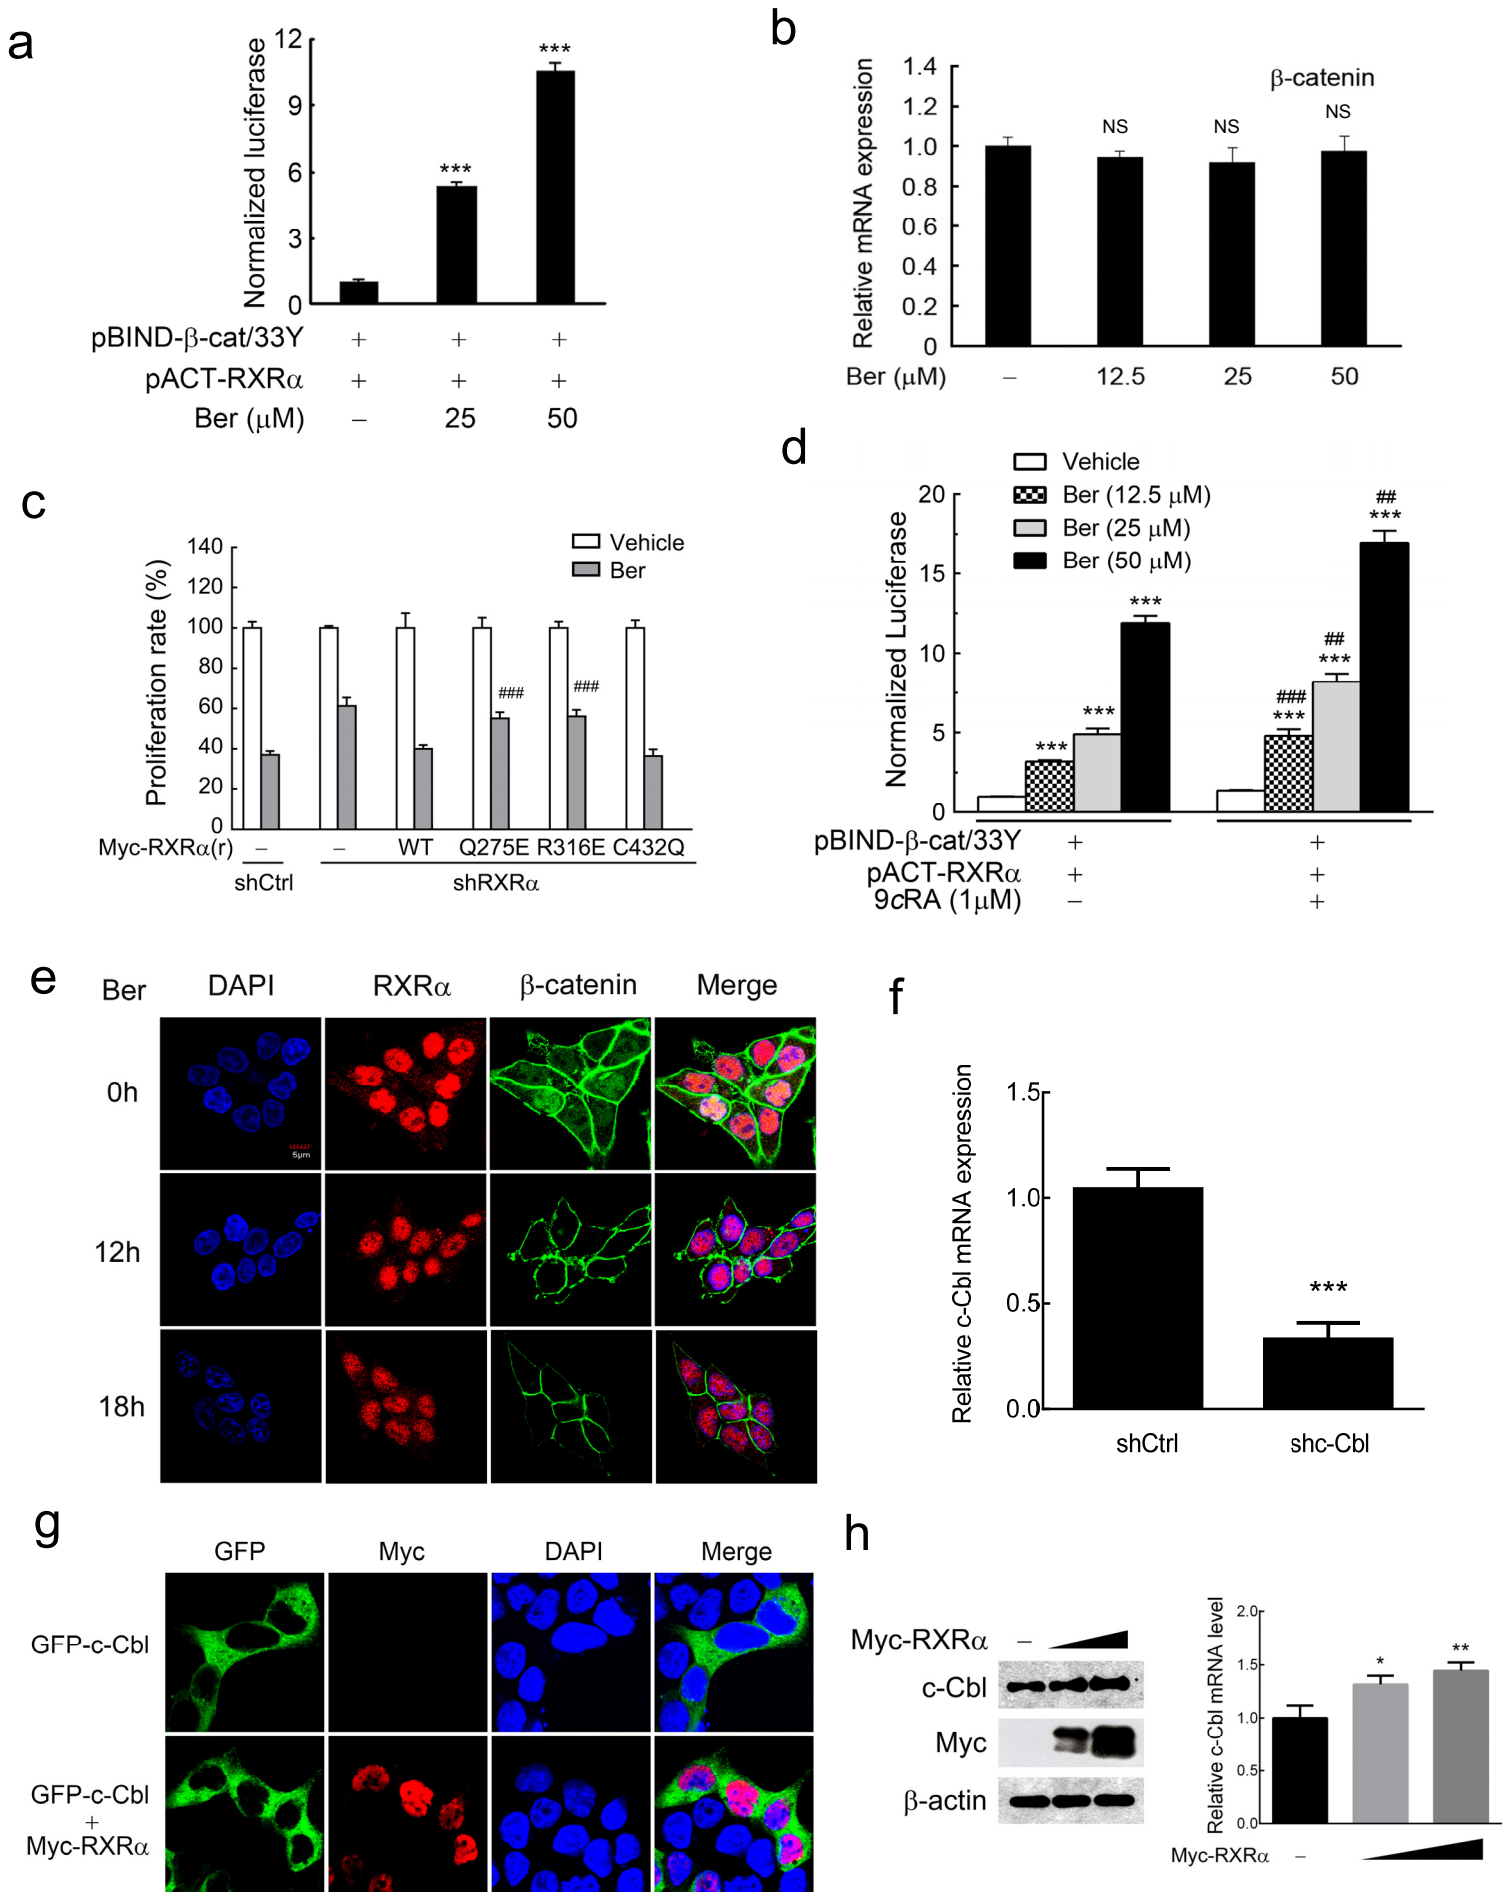 a
Normalized luciferase
12
9
6
3
0
***
***
pBIND-β-cat/33Y + + +
pACT-RXRα + + +
Ber (μM) – 25 50
b
Relative mRNA expression
1.4
1.2
1.0
0.8
0.6
0.4
0.2
0
β-catenin
NS NS NS
Ber (μM) – 12.5 25 50
c
Proliferation rate (%)
140
120
100
80
60
40
20
0
Vehicle
Ber
### ###
Myc-RXRα(r) – – WT Q275E R316E C432Q
shCtrl shRXRα
d
Vehicle
Ber (12.5 μM)
Ber (25 μM)
Ber (50 μM)
Normalized Luciferase
20
15
10
5
0
*** *** ***
###
***
##
***
##
***
pBIND-β-cat/33Y + +
pACT-RXRα + +
9cRA (1μM) – +
e
Ber DAPI RXRα β-catenin Merge
0h
5μm
12h
18h
f
Relative c-Cbl mRNA expression
1.5
1.0
0.5
0.0
***
shCtrl shc-Cbl
g
GFP Myc DAPI Merge
GFP-c-Cbl
GFP-c-Cbl
+
Myc-RXRα
h
Myc-RXRα –
c-Cbl
Myc
β-actin
Relative c-Cbl mRNA level
2.0
1.5
1.0
0.5
0.0
* **
Myc-RXRα –